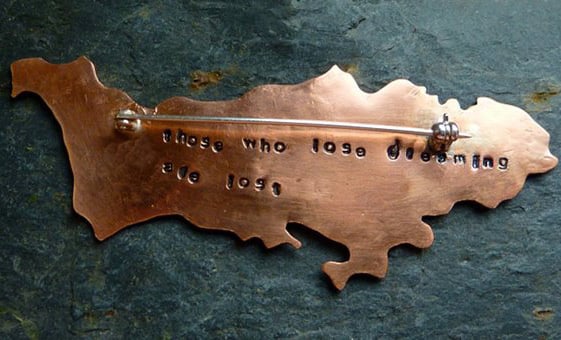 those who lose dreaming
are lost